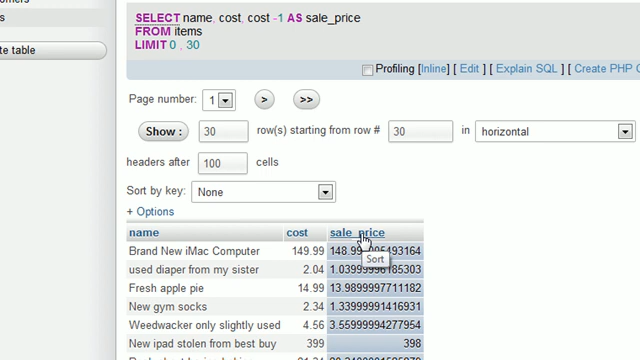 SELECT name, cost, cost -1 AS sale_price
FROM items
LIMIT 0 , 30
te table
Profiling [Inline] [ Edit ] [ Explain SQL ] [ Create PHP C
Page number: 1 > >>
Show : 30 row(s) starting from row # 30 in horizontal
headers after 100 cells
Sort by key: None
+ Options
name cost sale_price
Brand New iMac Computer 149.99
Sort
used diaper from my sister 2.04 1.03999996185303
Fresh apple pie 14.99 13.9899997711182
New gym socks 2.34 1.33999991416931
Weedwacker only slightly used 4.56 3.55999994277954
New ipad stolen from best buy 399 398